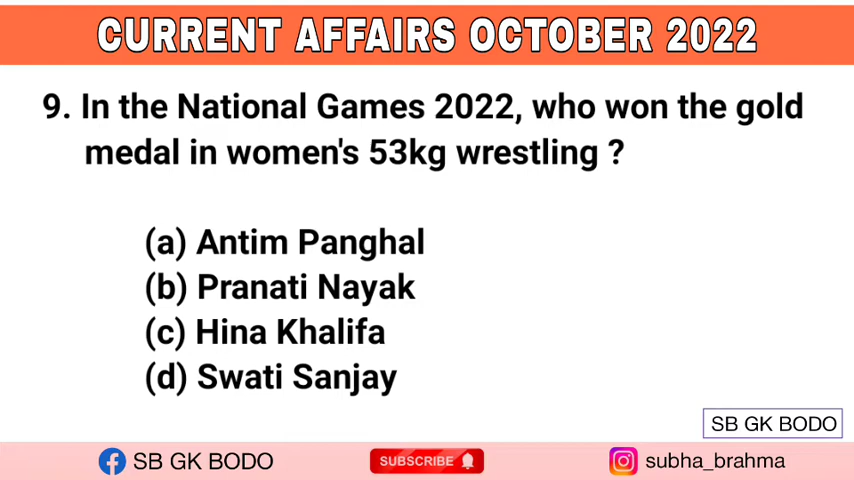 CURRENT AFFAIRS OCTOBER 2022
9. In the National Games 2022, who won the gold
medal in women's 53kg wrestling ?
(a) Antim Panghal
(b) Pranati Nayak
(c) Hina Khalifa
(d) Swati Sanjay
SB GK BODO
SB GK BODO
SUBSCRIBE
subha_brahma